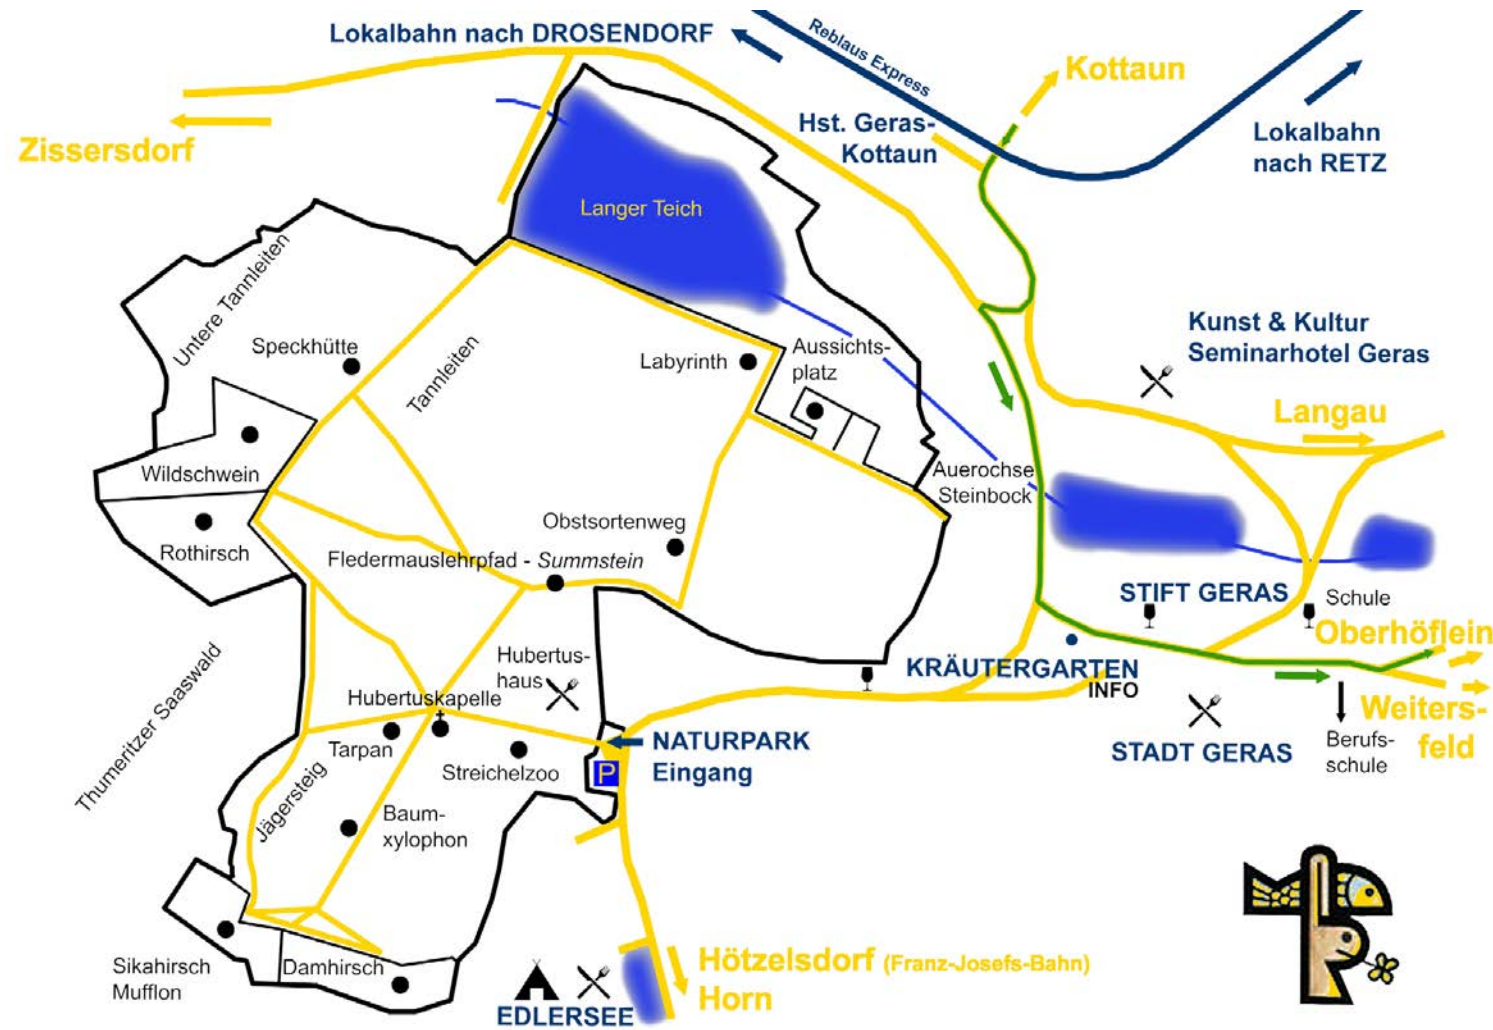 Lokalbahn nach DROSENDORF
Reblaus Express
Kottaun
Zissersdorf
Hst. Geras-
Kottaun
Lokalbahn
nach RETZ
Langer Teich
Untere Tannleiten
Speckhütte
Tannleiten
Labyrinth
Aussichts-
platz
Kunst & Kultur
Seminarhotel Geras
Langau
Wildschwein
Auerochse
Steinbock
Rothirsch
Obstsortenweg
Fledermauslehrpfad - Summstein
STIFT GERAS
Schule
Oberhöflein
Thumeritzer Saaswald
Hubertus-
haus
KRÄUTERGARTEN
INFO
Hubertuskapelle
Tarpan
Streichelzoo
NATURPARK
Eingang
P
STADT GERAS
Berufs-
schule
Weiters-
feld
Jägersteig
Baum-
xylophon
Sikahirsch
Mufflon
Damhirsch
Hötzelsdorf (Franz-Josefs-Bahn)
Horn
EDLERSEE